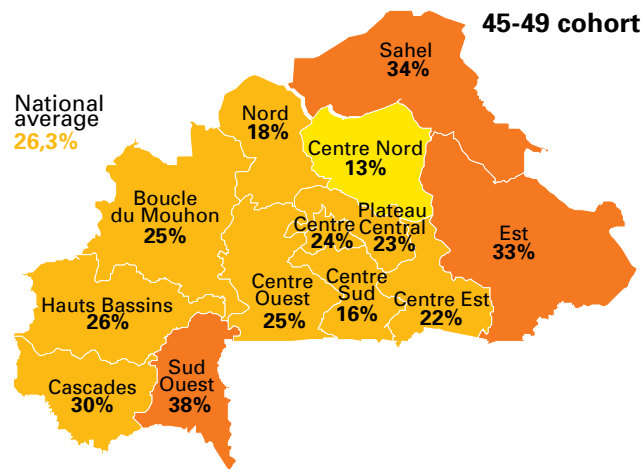 45-49 cohort
Sahel
34%
National
average
26,3%
Nord
18%
Centre Nord
13%
Boucle
du Mouhon
25%
Centre
24%
Plateau
Central
23%
Est
33%
Hauts Bassins
26%
Centre
Ouest
25%
Centre
Sud
16%
Centre Est
22%
Cascades
30%
Sud
Ouest
38%